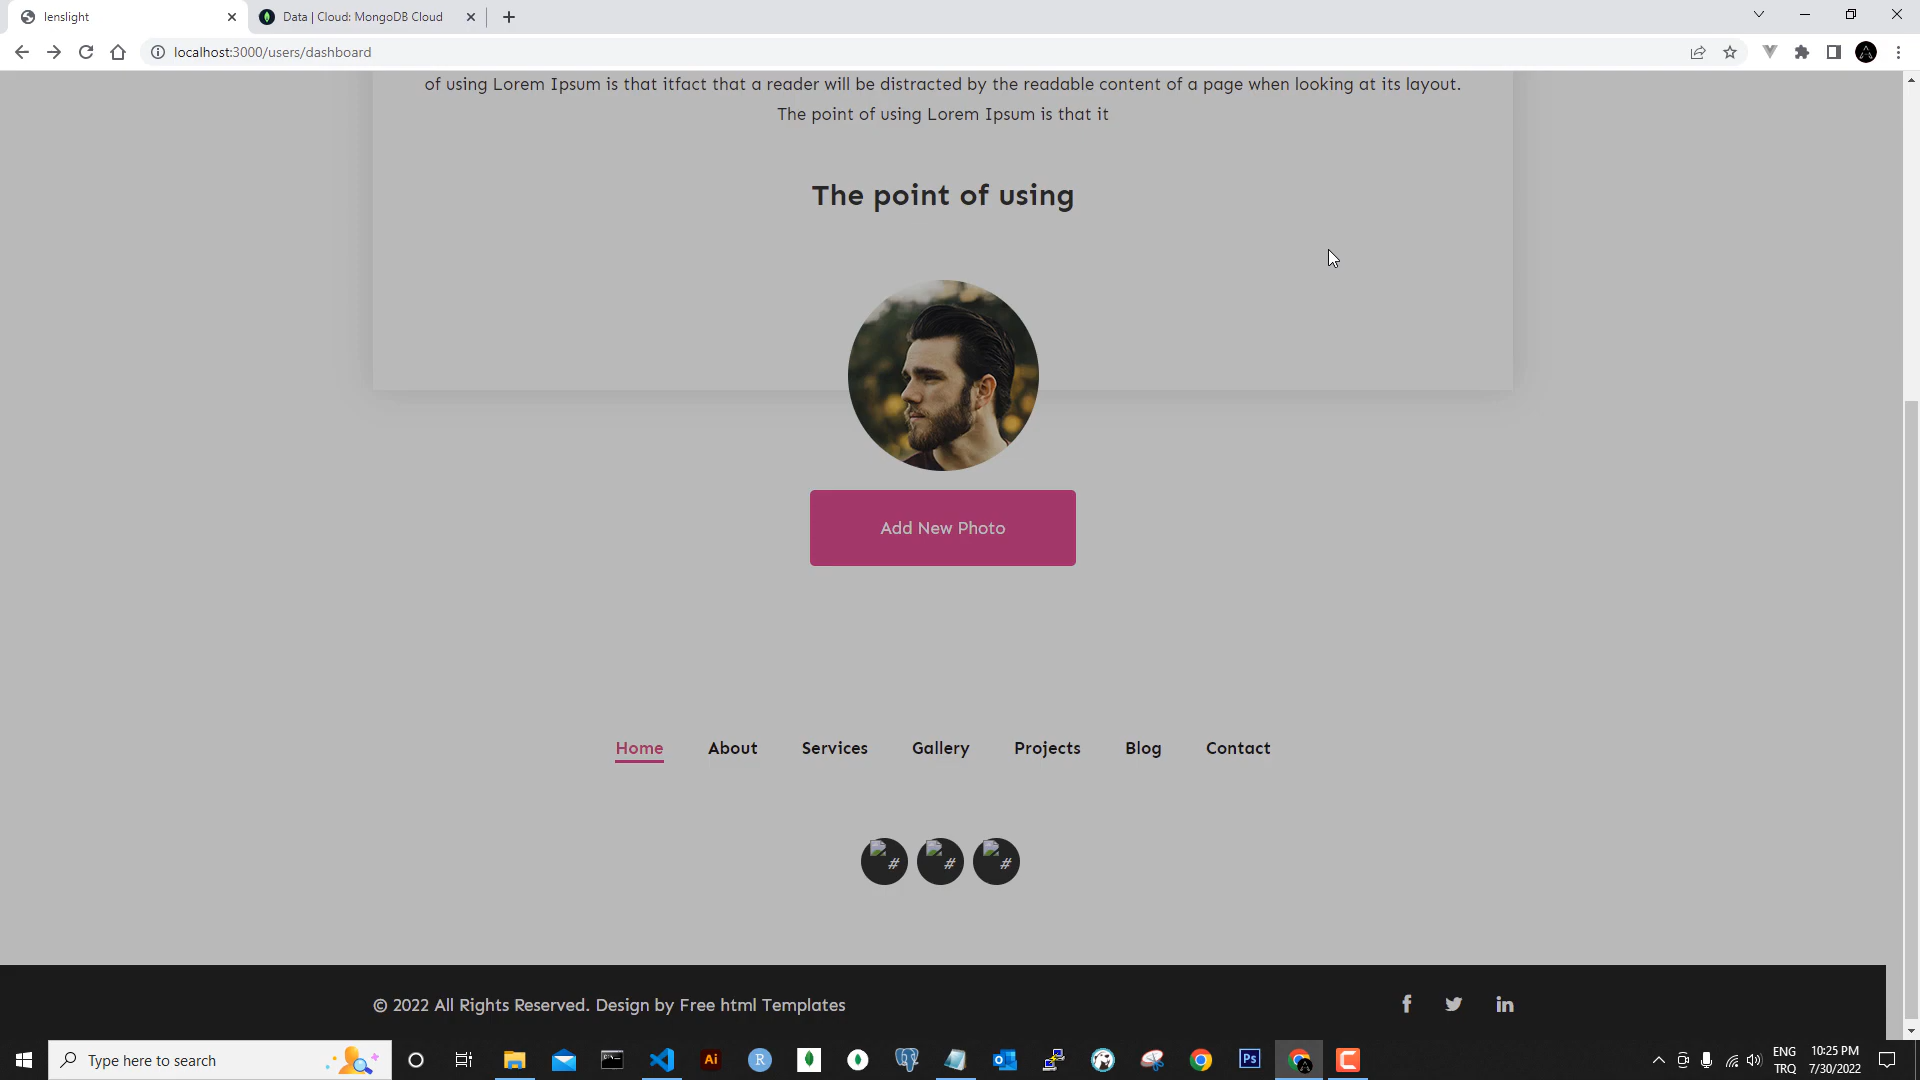 lenslight
Data | Cloud: MongoDB Cloud
localhost:3000/users/dashboard
of using Lorem Ipsum is that itfact that a reader will be distracted by the readable content of a page when looking at its layout.
The point of using Lorem Ipsum is that it
The point of using
Add New Photo
Home About Services Gallery Projects Blog Contact
# # #
© 2022 All Rights Reserved. Design by Free html Templates
Type here to search
Ai
R
Ps
ENG
TRQ
10:25 PM
7/30/2022